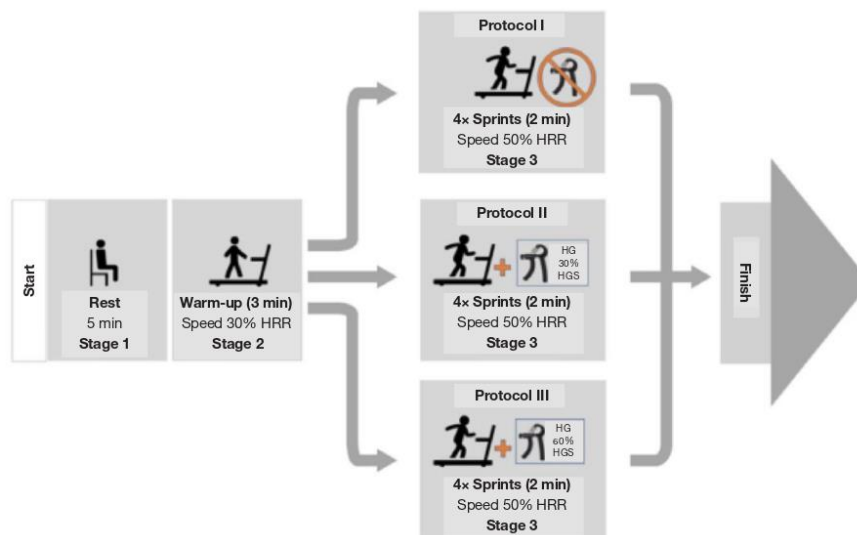 Start
Rest
5 min
Stage 1
Warm-up (3 min)
Speed 30% HRR
Stage 2
Protocol I
4× Sprints (2 min)
Speed 50% HRR
Stage 3
Protocol II
HG
30%
HGS
4× Sprints (2 min)
Speed 50% HRR
Stage 3
Protocol III
HG
60%
HGS
4× Sprints (2 min)
Speed 50% HRR
Stage 3
Finish